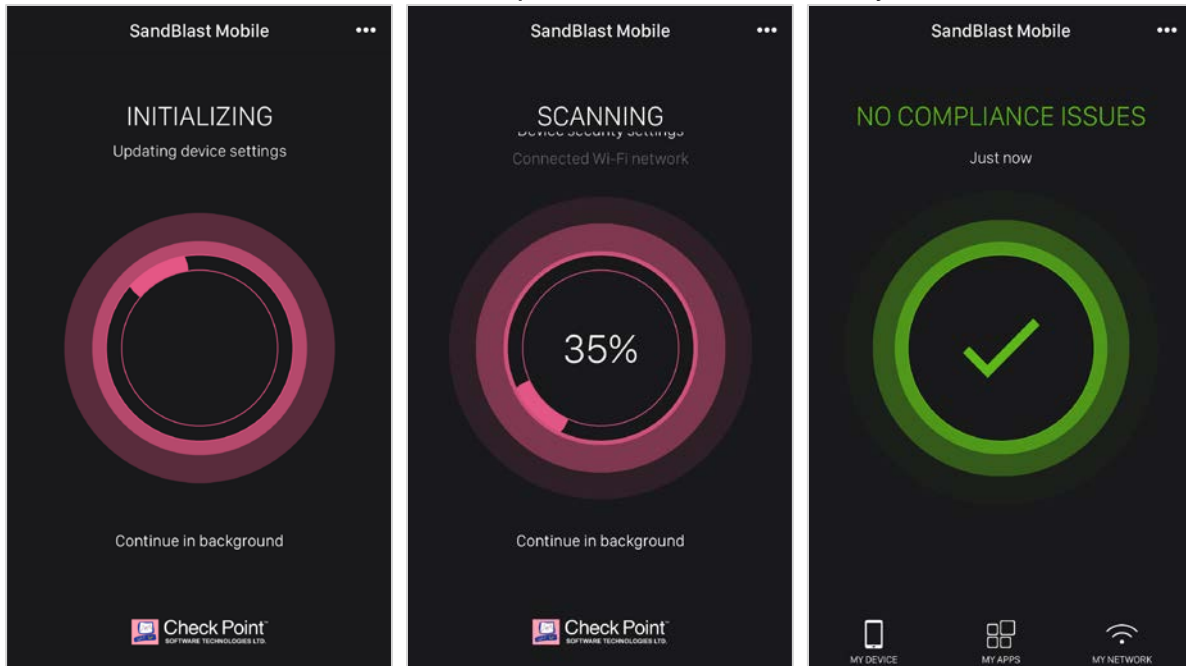 SandBlast Mobile
INITIALIZING
Updating device settings
Continue in background
Check Point
SOFTWARE TECHNOLOGIES LTD.
SandBlast Mobile
SCANNING
Device security settings
Connected Wi-Fi network
35%
Continue in background
Check Point
SOFTWARE TECHNOLOGIES LTD.
SandBlast Mobile
NO COMPLIANCE ISSUES
Just now
MY DEVICE
MY APPS
MY NETWORK